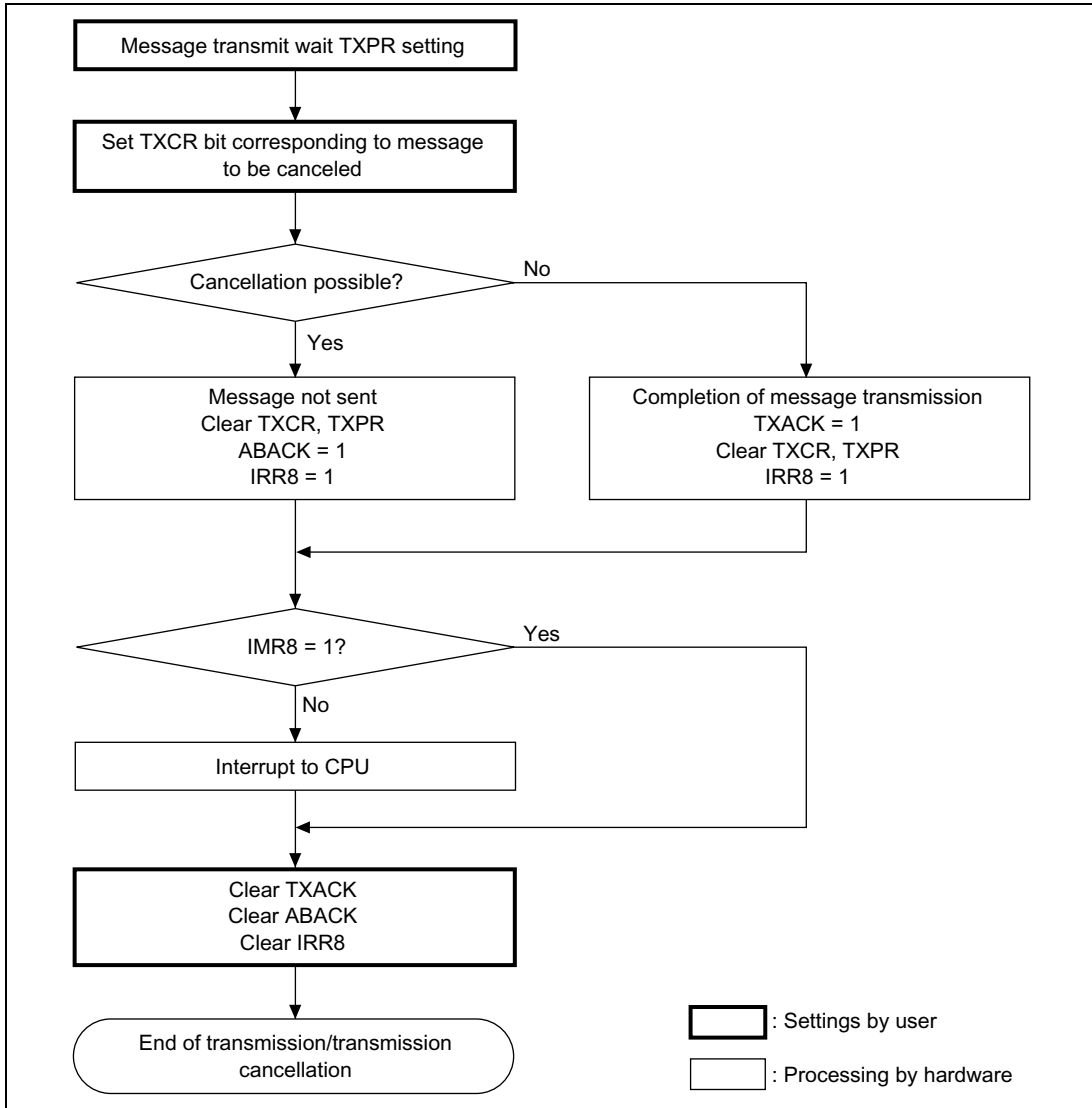 Message transmit wait TXPR setting
Set TXCR bit corresponding to message
to be canceled
Cancellation possible?
No
Yes
Message not sent
Clear TXCR, TXPR
ABACK = 1
IRR8 = 1
Completion of message transmission
TXACK = 1
Clear TXCR, TXPR
IRR8 = 1
IMR8 = 1?
Yes
No
Interrupt to CPU
Clear TXACK
Clear ABACK
Clear IRR8
End of transmission/transmission
cancellation
: Settings by user
: Processing by hardware